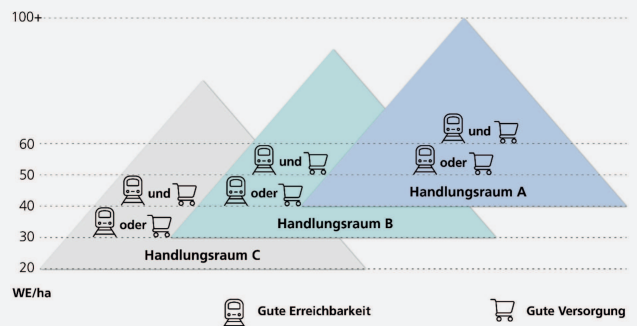 100+
60
und
50
und
oder
Handlungsraum A
und
oder
40
oder
Handlungsraum B
30
Handlungsraum C
20
WE/ha
Gute Erreichbarkeit
Gute Versorgung